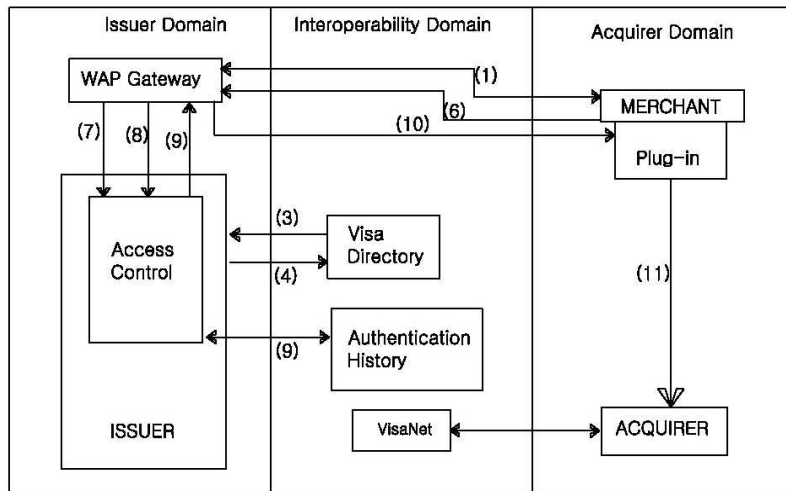 Issuer Domain
Interoperability Domain
Acquirer Domain
WAP Gateway
(1)
MERCHANT
(6)
(7)
(8)
(9)
(10)
Plug-in
(3)
Visa
Directory
Access
Control
(4)
(11)
(9)
Authentication
History
ISSUER
VisaNet
ACQUIRER